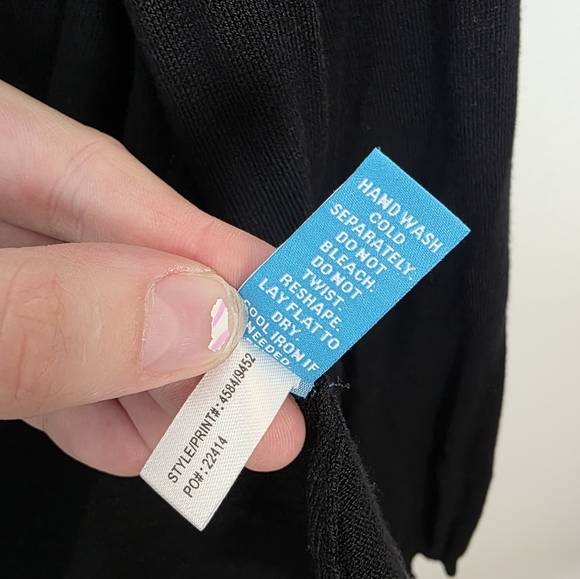 HAND WASH
COLD
SEPARATELY.
DO NOT
BLEACH.
DO NOT
TWIST.
RESHAPE.
LAY FLAT TO
DRY.
COOL IRON IF
NEEDED.
STYLE/PRINT#: 4584/9452
PO#: 22414